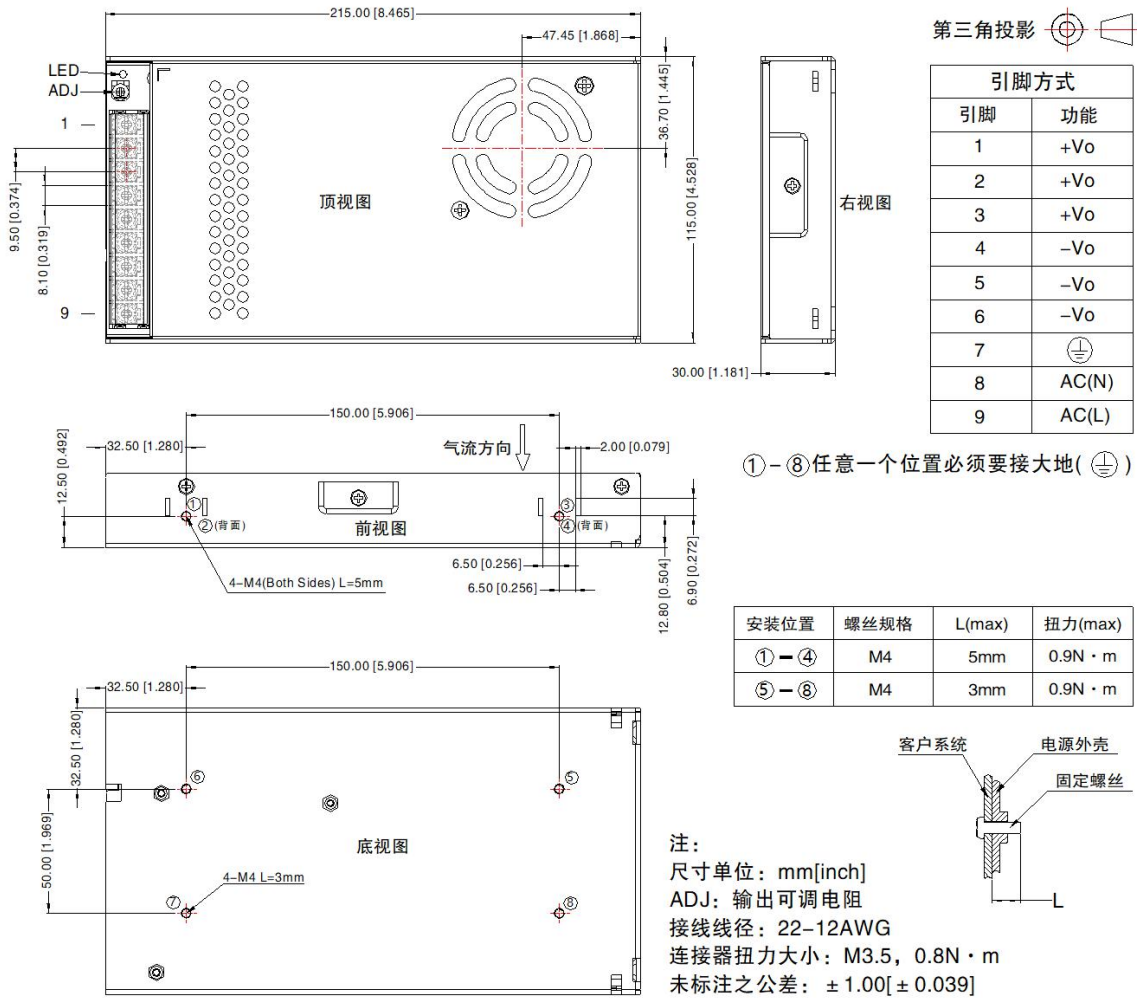 215.00 [8.465]
47.45 [1.868]
第三角投影
LED
ADJ
1
9
9.50 [0.374]
8.10 [0.319]
顶视图
36.70 [1.445]
115.00 [4.528]
右视图
30.00 [1.181]
引脚方式
引脚 功能
1 +Vo
2 +Vo
3 +Vo
4 −Vo
5 −Vo
6 −Vo
7
8 AC(N)
9 AC(L)
①–⑧任意一个位置必须要接大地( )
150.00 [5.906]
32.50 [1.280]
气流方向
2.00 [0.079]
12.50 [0.492]
①
②(背面)
前视图
③
④(背面)
6.50 [0.256]
6.50 [0.256]
12.80 [0.504]
6.90 [0.272]
4–M4(Both Sides) L=5mm
安装位置 螺丝规格 L(max) 扭力(max)
①–④ M4 5mm 0.9N·m
⑤–⑧ M4 3mm 0.9N·m
150.00 [5.906]
32.50 [1.280]
32.50 [1.280]
50.00 [1.969]
⑥
⑤
底视图
4–M4 L=3mm
⑦
⑧
客户系统
电源外壳
固定螺丝
L
注:
尺寸单位: mm[inch]
ADJ: 输出可调电阻
接线线径: 22–12AWG
连接器扭力大小: M3.5, 0.8N·m
未标注之公差: ±1.00[±0.039]